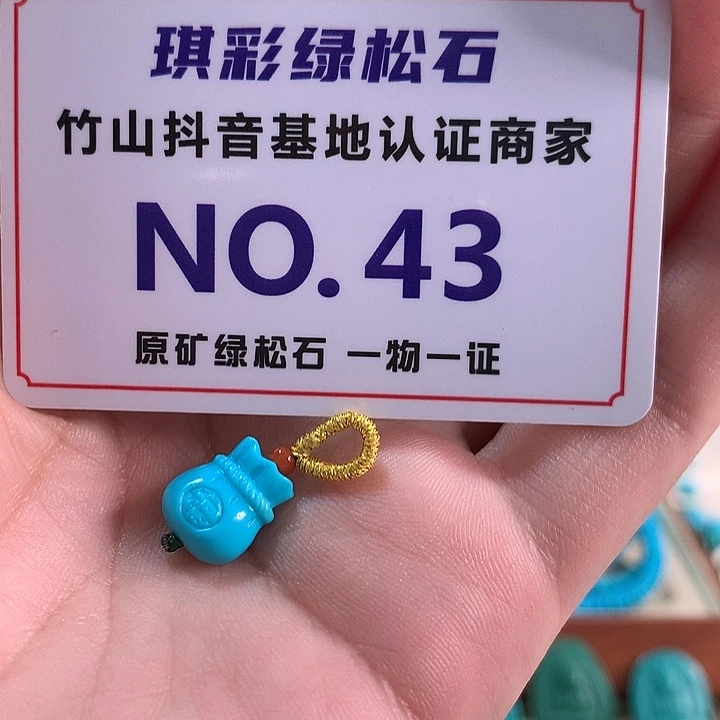 琪彩绿松石
竹山抖音基地认证商家
NO.43
原矿绿松石 一物一证